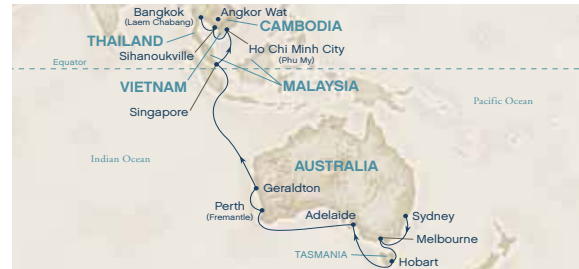 Bangkok
(Laem Chabang)
Angkor Wat
CAMBODIA
THAILAND
Sihanoukville
Ho Chi Minh City
(Phu My)
Equator
VIETNAM
MALAYSIA
Singapore
Pacific Ocean
Indian Ocean
AUSTRALIA
Geraldton
Perth
(Fremantle)
Adelaide
Sydney
Melbourne
TASMANIA
Hobart